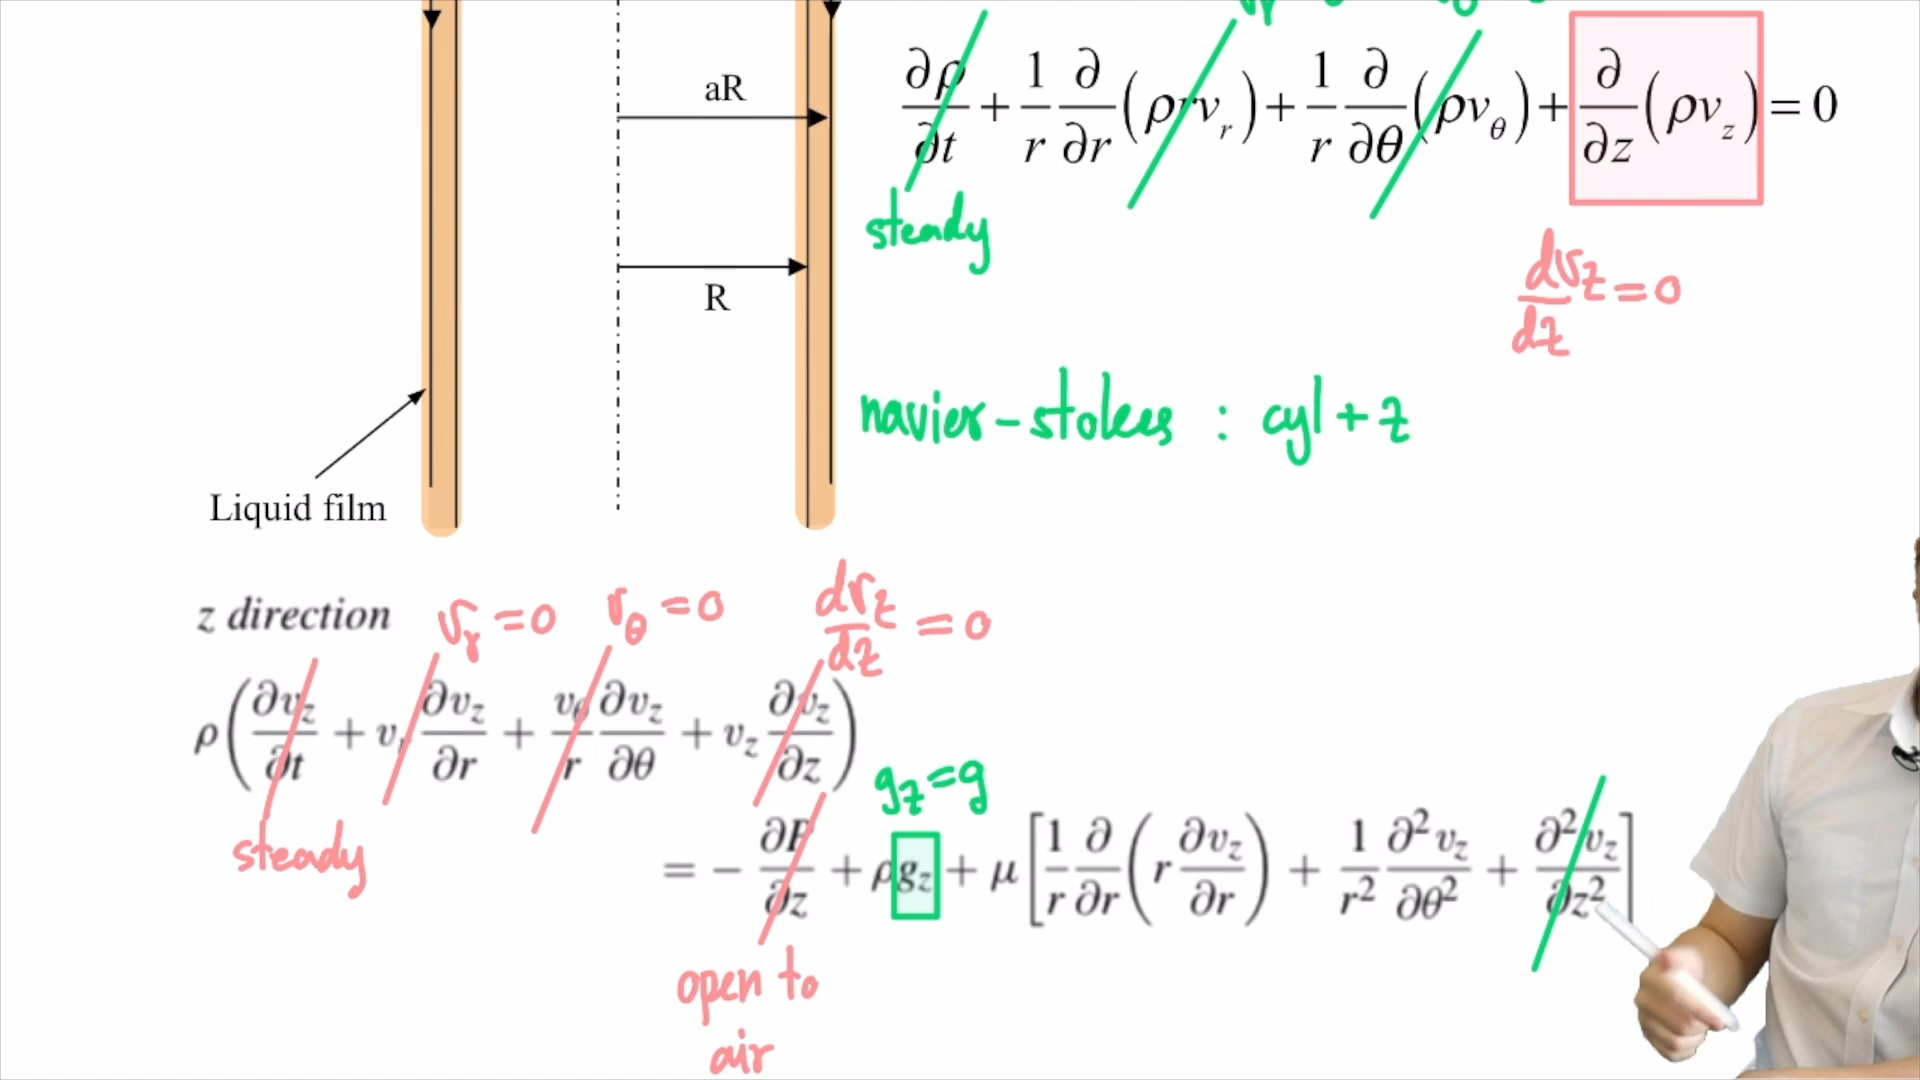 aR
∂ρ/∂t + 1/r ∂/∂r (ρrv_r) + 1/r ∂/∂θ (ρv_θ) + ∂/∂z (ρv_z) = 0
steady
dv_z/dz = 0
R
navier-stokes : cyl + z
Liquid film
z direction
v_r = 0
v_θ = 0
dv_z/dz = 0
ρ(∂v_z/∂t + v_r ∂v_z/∂r + v_θ/r ∂v_z/∂θ + v_z ∂v_z/∂z)
steady
g_z = g
= − ∂P/∂z + ρg_z + μ[1/r ∂/∂r (r ∂v_z/∂r) + 1/r² ∂²v_z/∂θ² + ∂²v_z/∂z²]
open to
air